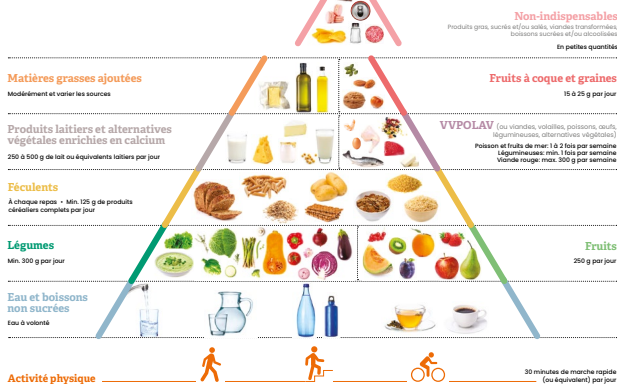 Non-indispensables
Produits gras, sucrés et/ou salés, viandes transformées,
boissons sucrées et/ou alcoolisées
En petites quantités
Matières grasses ajoutées
Modérément et varier les sources
Fruits à coque et graines
15 à 25 g par jour
Produits laitiers et alternatives
végétales enrichies en calcium
250 à 500 g de lait ou équivalents laitiers par jour
VVPOLAV (ou viandes, volailles, poissons, œufs,
légumineuses, alternatives végétales)
Poisson et fruits de mer: 1 à 2 fois par semaine
Légumineuses: min. 1 fois par semaine
Viande rouge: max. 300 g par semaine
Féculents
À chaque repas • Min. 125 g de produits
céréaliers complets par jour
Légumes
Min. 300 g par jour
Fruits
250 g par jour
Eau et boissons
non sucrées
Eau à volonté
Activité physique
30 minutes de marche rapide
(ou équivalent) par jour